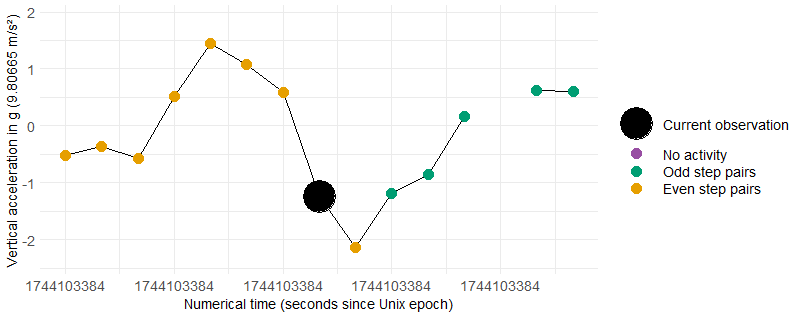 Vertical acceleration in g (9.80665 m/s²)
2
1
0
-1
-2
1744103384 1744103384 1744103384 1744103384 1744103384
Numerical time (seconds since Unix epoch)
Current observation
No activity
Odd step pairs
Even step pairs